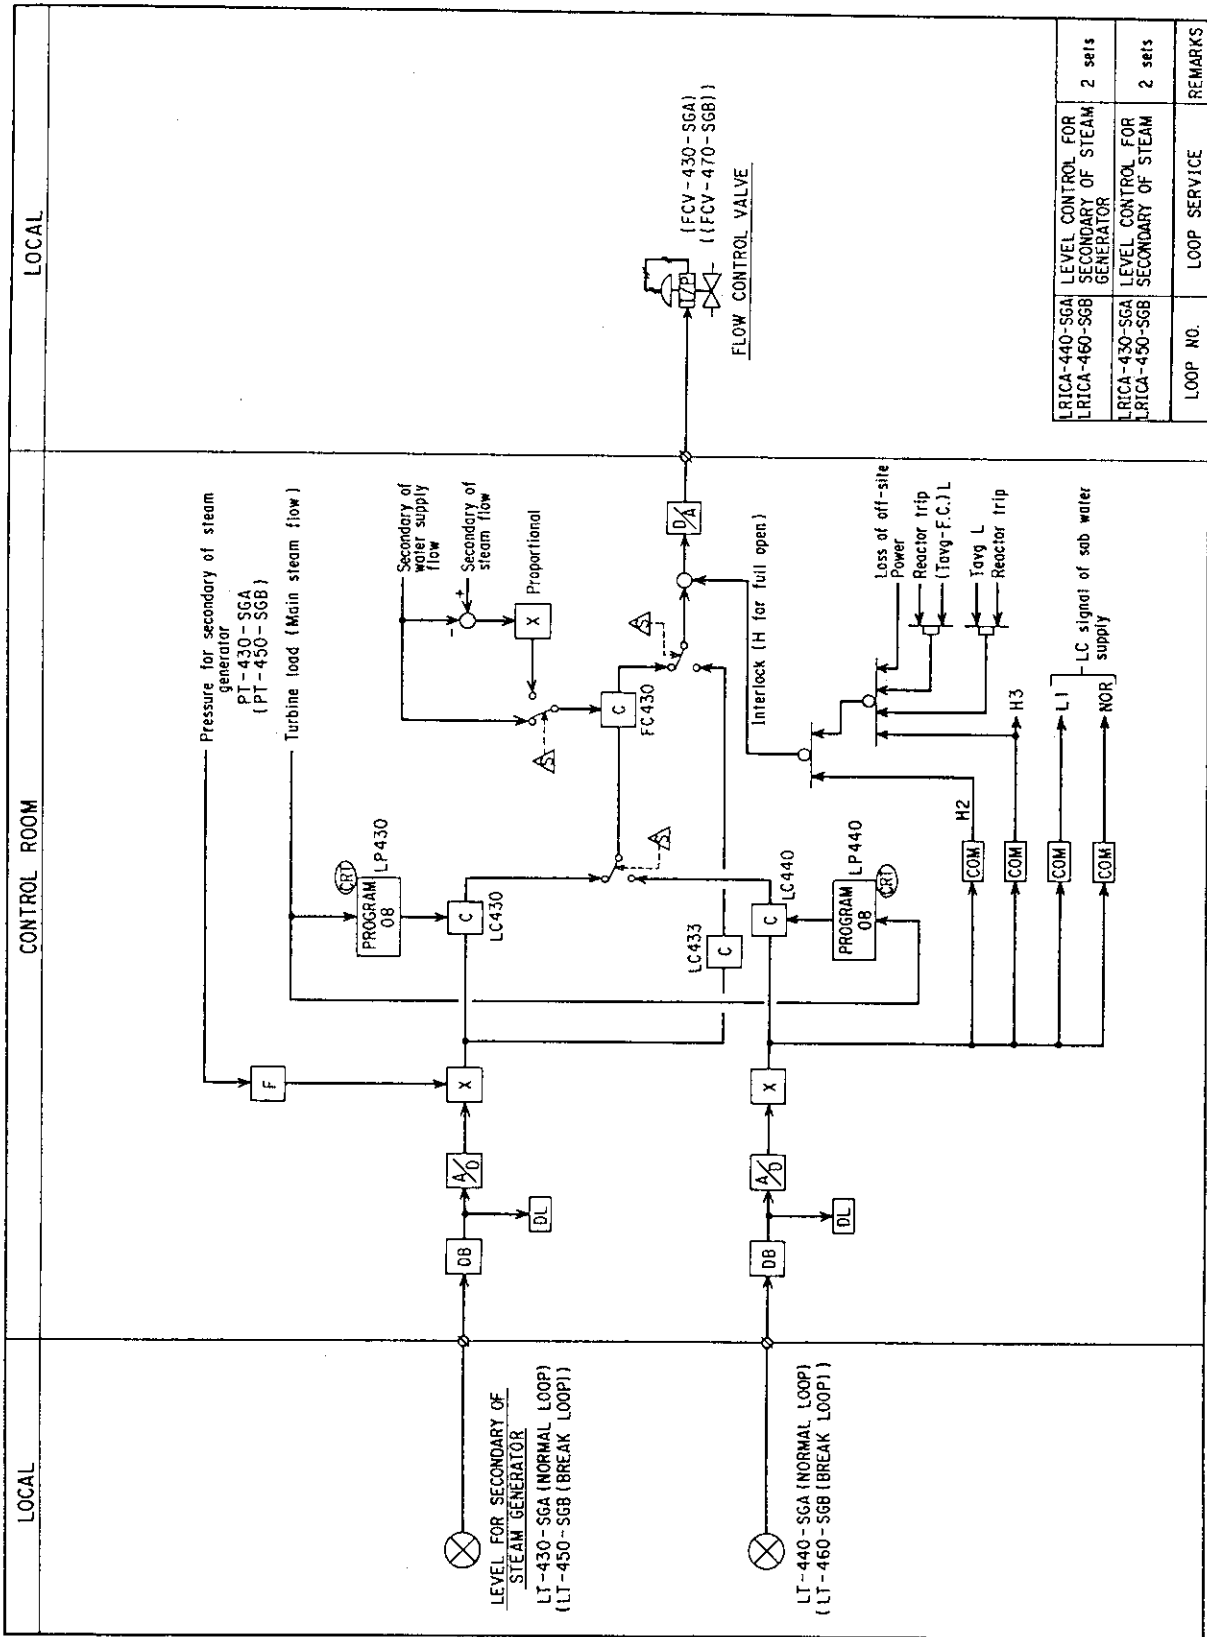 LOCAL
CONTROL ROOM
LOCAL
LEVEL FOR SECONDARY OF
STEAM GENERATOR
LT-430-SGA (NORMAL LOOP)
(LT-450-SGB (BREAK LOOP))
LT-440-SGA (NORMAL LOOP)
(LT-460-SGB (BREAK LOOP))
DB
DL
A/D
X
F
DB
DL
A/D
X
Pressure for secondary of steam
generator
PT-430-SGA
(PT-450-SGB)
Turbine load (Main steam flow)
CRT
PROGRAM
08
LP430
C
LC430
LC433
C
C
LC440
PROGRAM
08
LP440
CRT
S
Secondary of
water supply
flow
Secondary of
steam flow
-
+
X
Proportional
S
C
FC430
S
D/A
Interlock (H for full open)
Loss of off-site
Power
Reactor trip
(Tavg-F.C.) L
Tavg L
Reactor trip
COM
H2
COM
H3
COM
L1
COM
NOR
LC signal of sab water
supply
I/P
(FCV-430-SGA)
((FCV-470-SGB))
FLOW CONTROL VALVE
LRICA-440-SGA
LRICA-460-SGB
LEVEL CONTROL FOR
SECONDARY OF STEAM
GENERATOR
2 sets
LRICA-430-SGA
LRICA-450-SGB
LEVEL CONTROL FOR
SECONDARY OF STEAM
2 sets
LOOP NO.
LOOP SERVICE
REMARKS